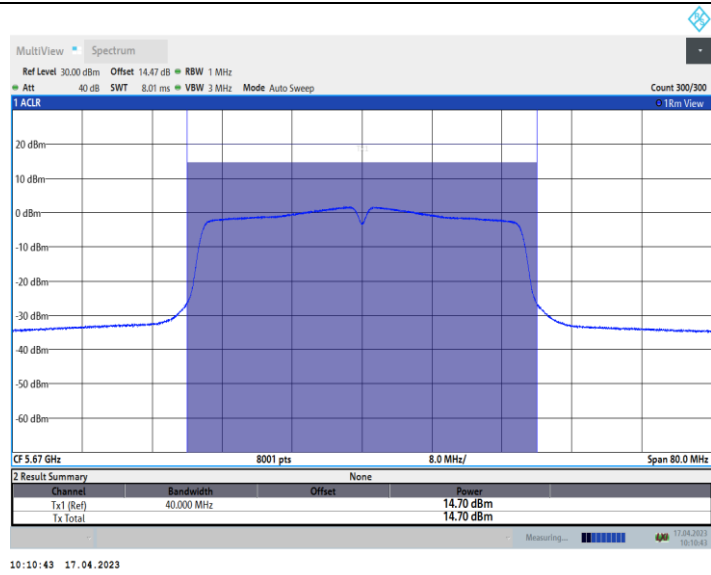 MultiView Spectrum
Ref Level 30.00 dBm Offset 14.47 dB RBW 1 MHz
Att 40 dB SWT 8.01 ms VBW 3 MHz Mode Auto Sweep Count 300/300
1 ACLR 1Rm View
20 dBm
10 dBm
0 dBm
-10 dBm
-20 dBm
-30 dBm
-40 dBm
-50 dBm
-60 dBm
CF 5.67 GHz 8001 pts 8.0 MHz/ Span 80.0 MHz
2 Result Summary None
Channel Bandwidth Offset Power
Tx1 (Ref) 40.000 MHz 14.70 dBm
Tx Total 14.70 dBm
Measuring... 17.04.2023
10:10:43
10:10:43 17.04.2023